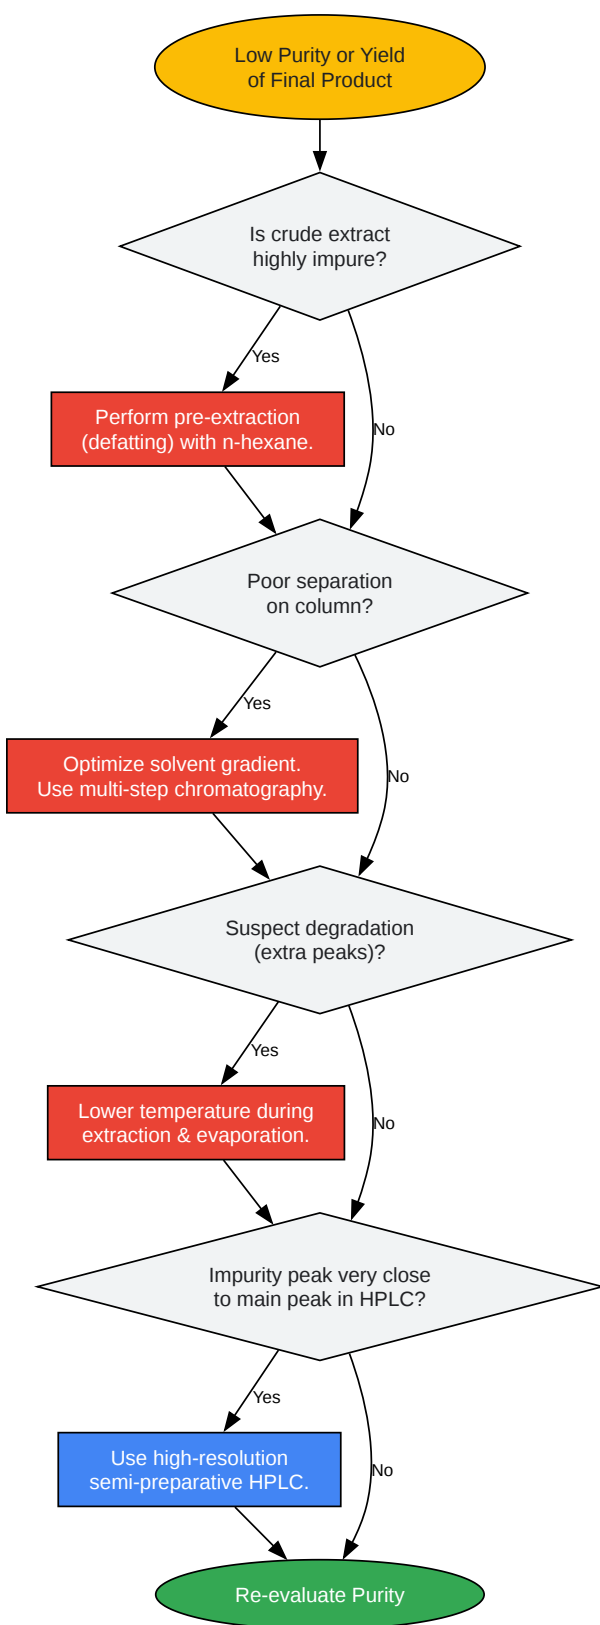 Low Purity or Yield
of Final Product
Is crude extract
highly impure?
Yes
Perform pre-extraction
(defatting) with n-hexane.
No
Poor separation
on column?
Yes
Optimize solvent gradient.
Use multi-step chromatography.
No
Suspect degradation
(extra peaks)?
Yes
Lower temperature during
extraction & evaporation.
No
Impurity peak very close
to main peak in HPLC?
Yes
Use high-resolution
semi-preparative HPLC.
No
Re-evaluate Purity